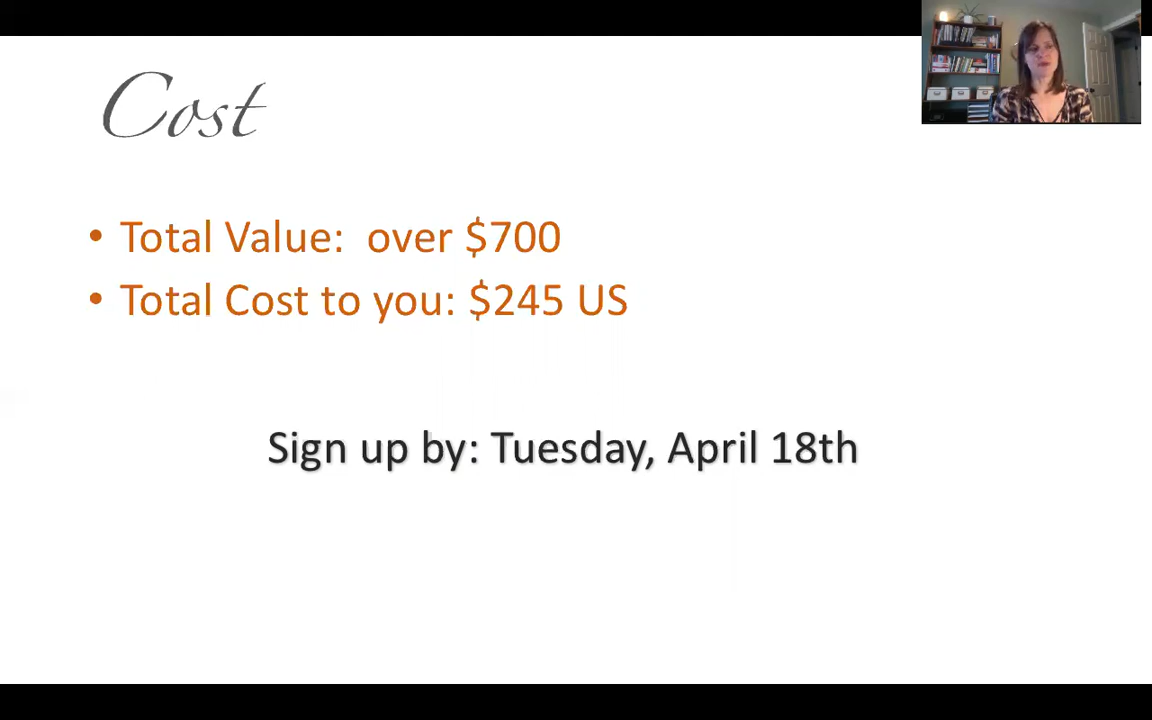 Cost
• Total Value:  over $700
• Total Cost to you: $245 US
Sign up by: Tuesday, April 18th